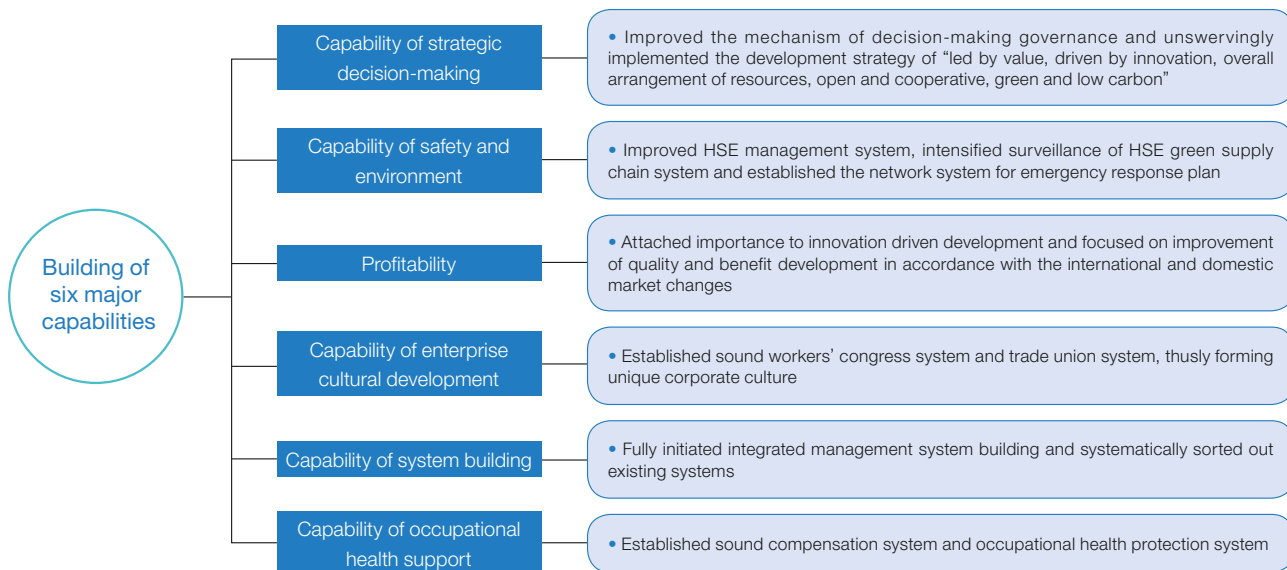 Building of
six major
capabilities
Capability of strategic
decision-making
• Improved the mechanism of decision-making governance and unswervingly
implemented the development strategy of “led by value, driven by innovation, overall
arrangement of resources, open and cooperative, green and low carbon”
Capability of safety and
environment
• Improved HSE management system, intensified surveillance of HSE green supply
chain system and established the network system for emergency response plan
Profitability
• Attached importance to innovation driven development and focused on improvement
of quality and benefit development in accordance with the international and domestic
market changes
Capability of enterprise
cultural development
• Established sound workers’ congress system and trade union system, thusly forming
unique corporate culture
Capability of system building
• Fully initiated integrated management system building and systematically sorted out
existing systems
Capability of occupational
health support
• Established sound compensation system and occupational health protection system